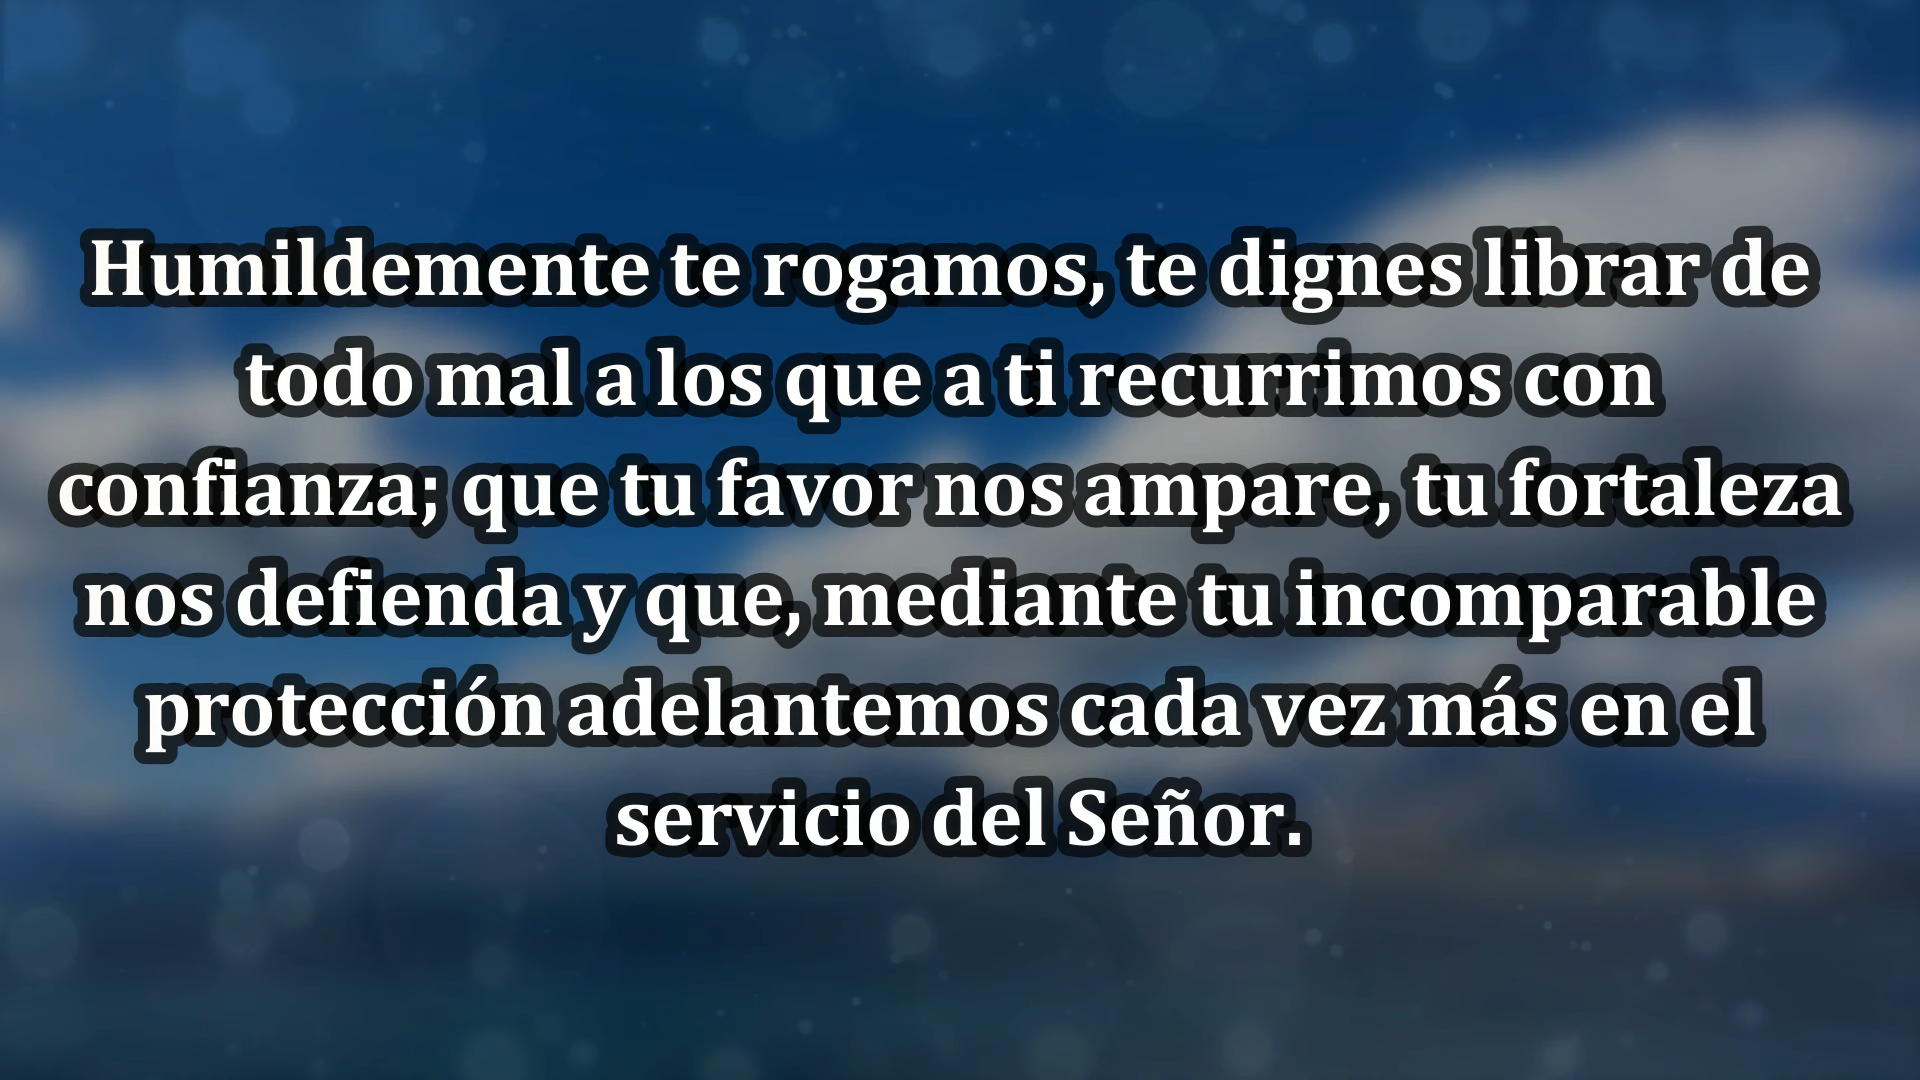 Humildemente te rogamos, te dignes librar de
todo mal a los que a ti recurrimos con
confianza; que tu favor nos ampare, tu fortaleza
nos defienda y que, mediante tu incomparable
protección adelantemos cada vez más en el
servicio del Señor.